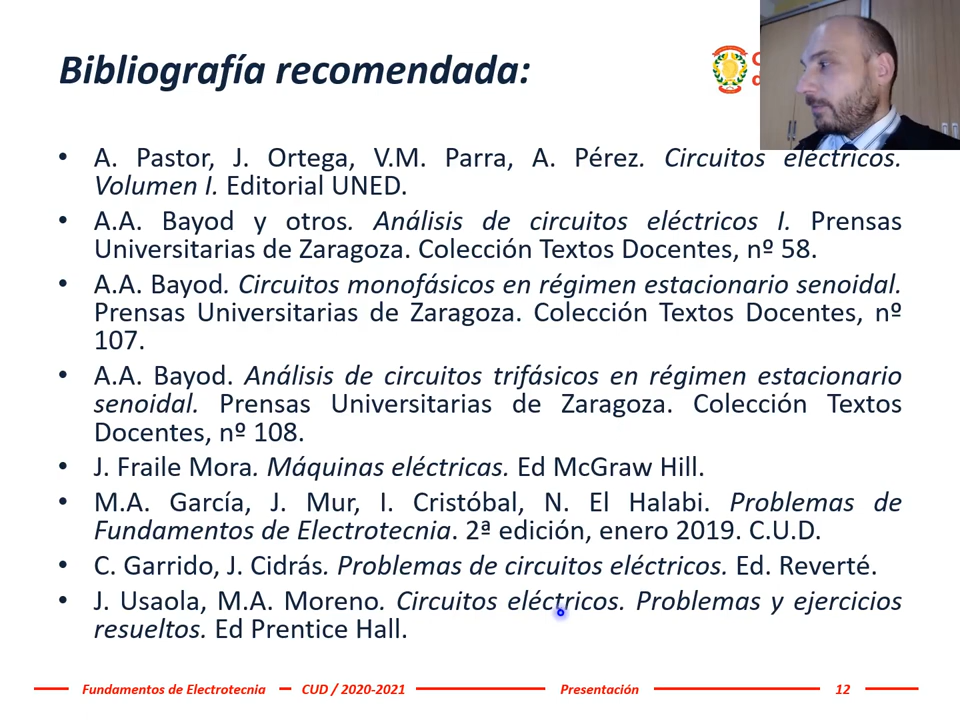 Bibliografía recomendada:
• A. Pastor, J. Ortega, V.M. Parra, A. Pérez. Circuitos eléctricos.
Volumen I. Editorial UNED.
• A.A. Bayod y otros. Análisis de circuitos eléctricos I. Prensas
Universitarias de Zaragoza. Colección Textos Docentes, nº 58.
• A.A. Bayod. Circuitos monofásicos en régimen estacionario senoidal.
Prensas Universitarias de Zaragoza. Colección Textos Docentes, nº
107.
• A.A. Bayod. Análisis de circuitos trifásicos en régimen estacionario
senoidal. Prensas Universitarias de Zaragoza. Colección Textos
Docentes, nº 108.
• J. Fraile Mora. Máquinas eléctricas. Ed McGraw Hill.
• M.A. García, J. Mur, I. Cristóbal, N. El Halabi. Problemas de
Fundamentos de Electrotecnia. 2ª edición, enero 2019. C.U.D.
• C. Garrido, J. Cidrás. Problemas de circuitos eléctricos. Ed. Reverté.
• J. Usaola, M.A. Moreno. Circuitos eléctricos. Problemas y ejercicios
resueltos. Ed Prentice Hall.
Fundamentos de Electrotecnia CUD / 2020-2021 Presentación 12